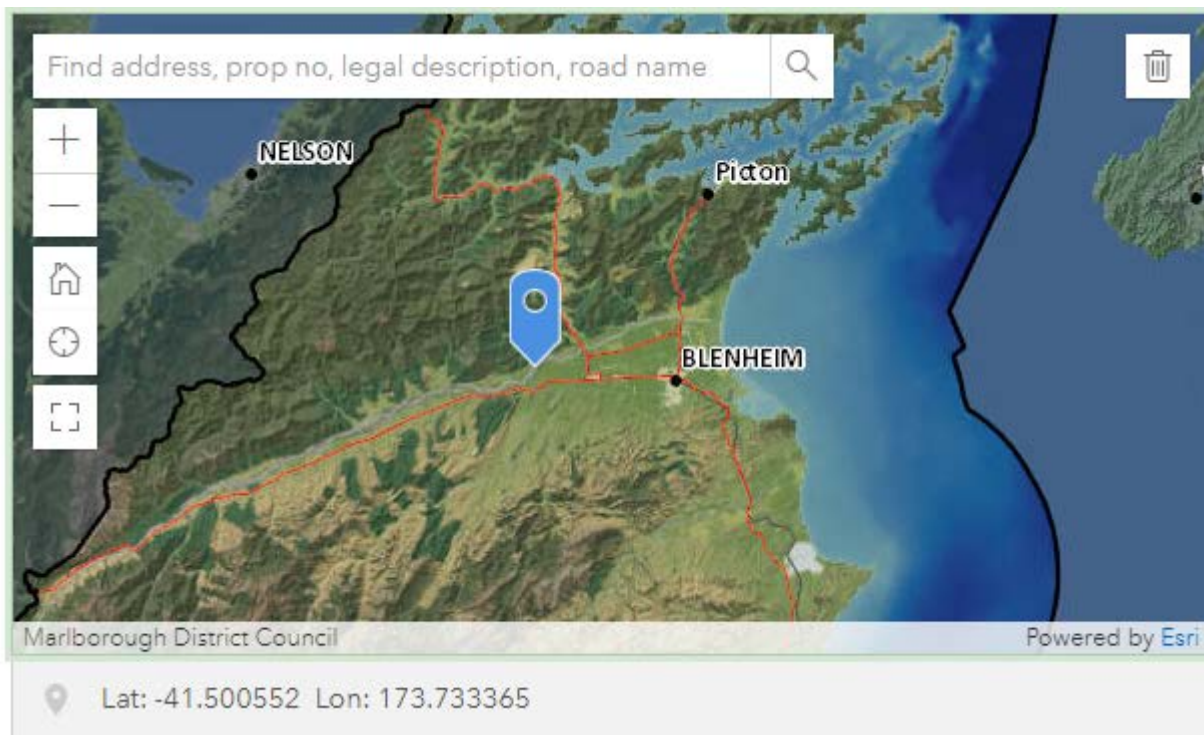 Find address, prop no, legal description, road name
NELSON
Picton
BLENHEIM
Marlborough District Council
Powered by Esri
Lat: -41.500552 Lon: 173.733365